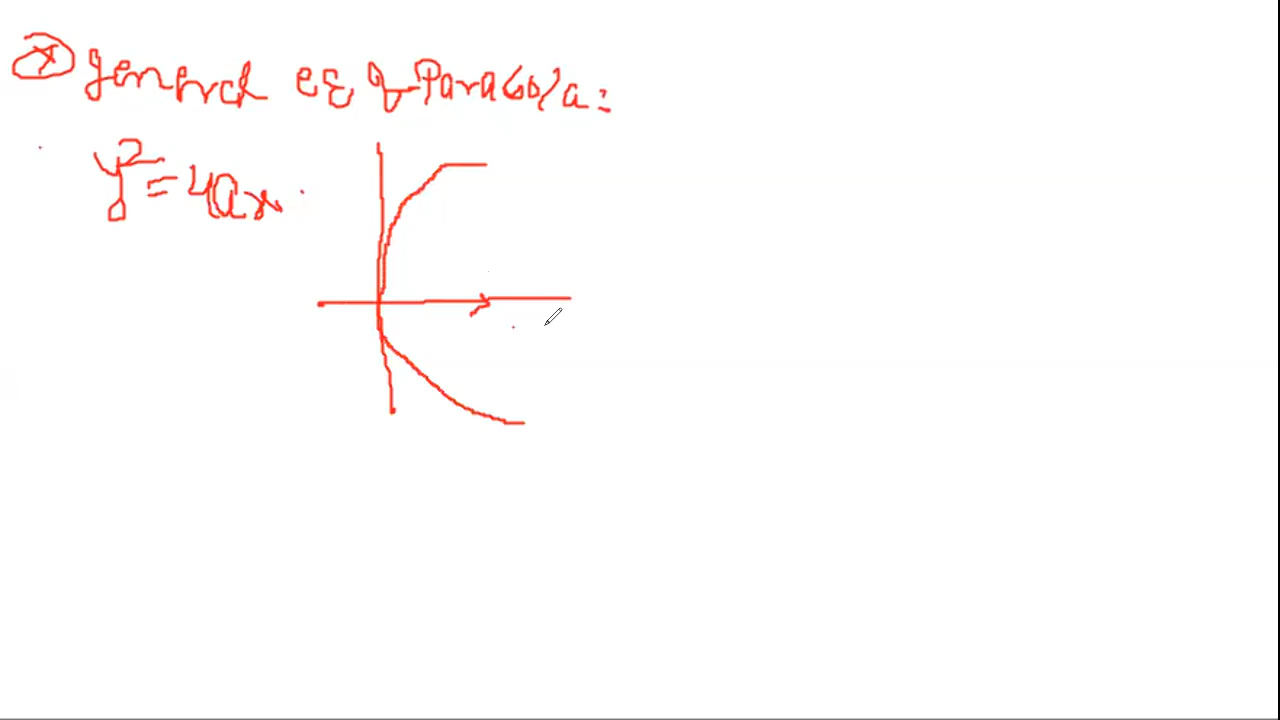 * general eq of Parabola:
y² = 4ax.